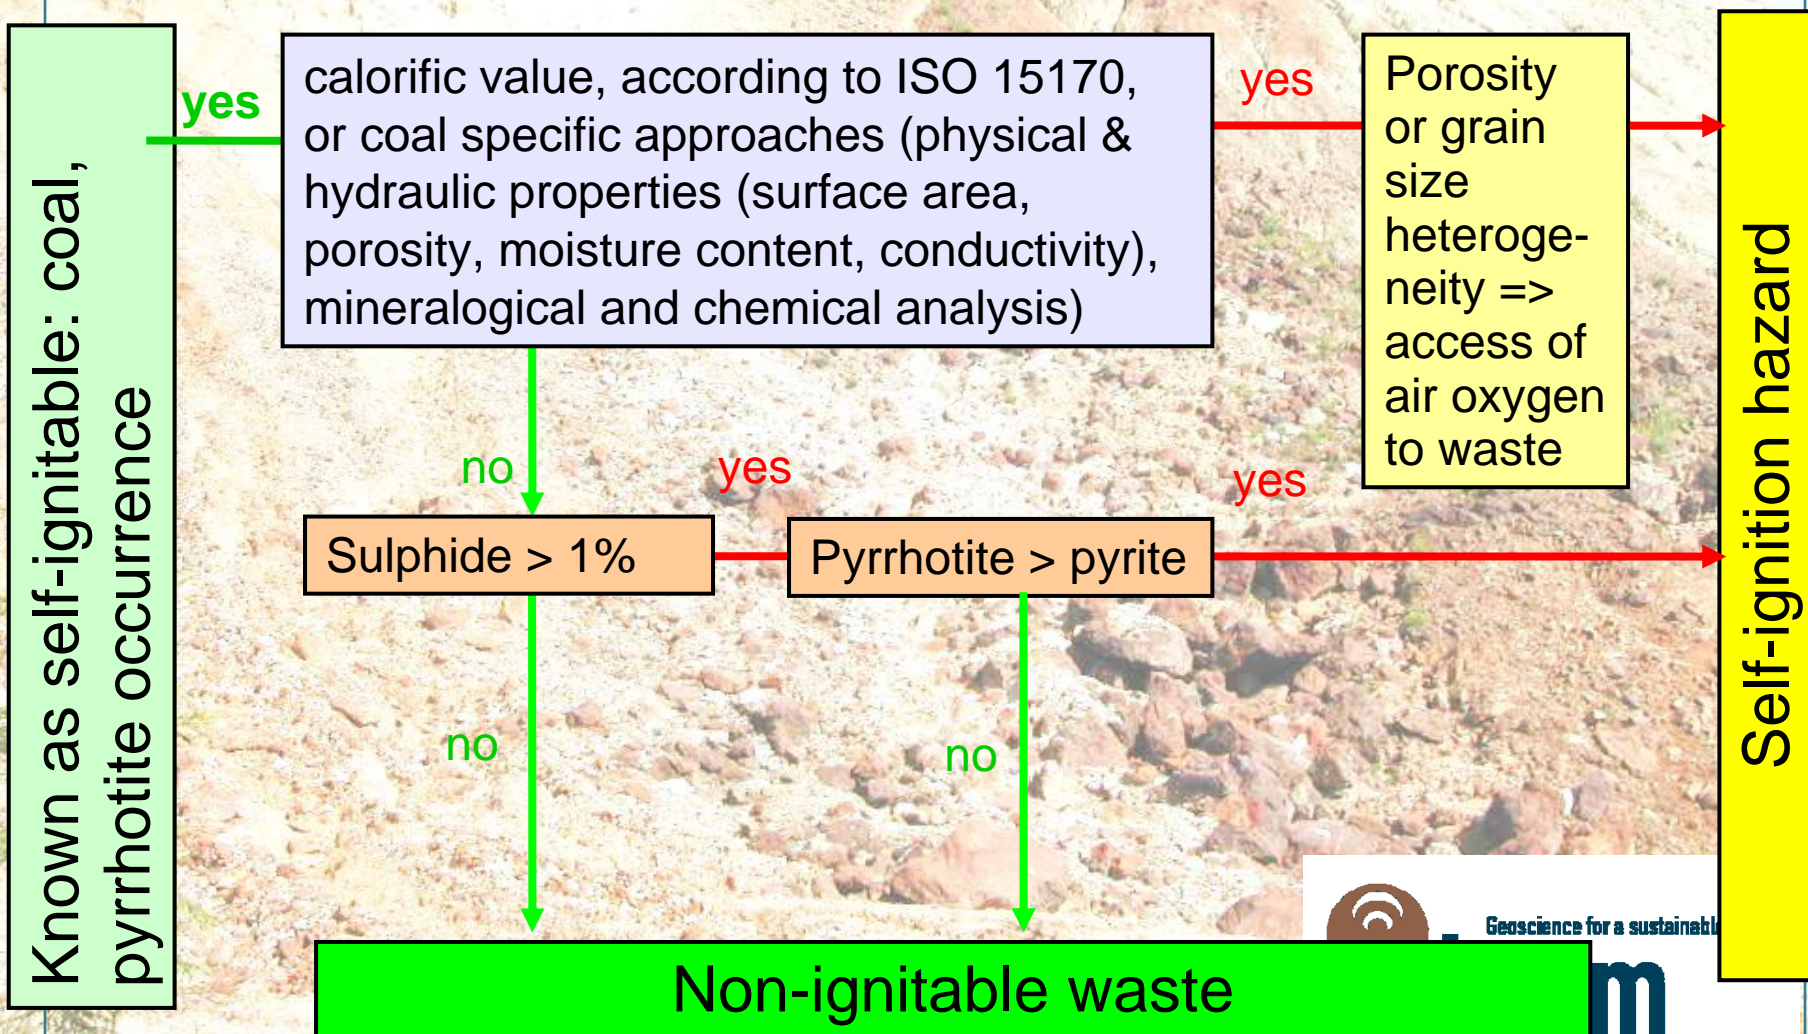 Known as self-ignitable: coal,
pyrrhotite occurrence
yes
calorific value, according to ISO 15170,
or coal specific approaches (physical &
hydraulic properties (surface area,
porosity, moisture content, conductivity),
mineralogical and chemical analysis)
yes
Porosity
or grain
size
heteroge-
neity =>
access of
air oxygen
to waste
Self-ignition hazard
no
yes
yes
Sulphide > 1%
Pyrrhotite > pyrite
no
no
Geoscience for a
Non-ignitable waste